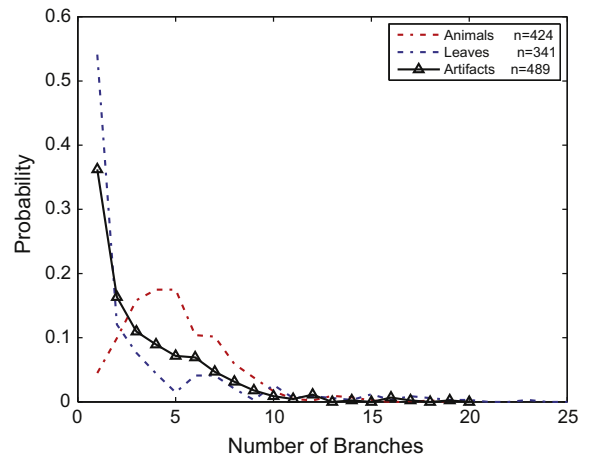 0.6
0.5
0.4
0.3
0.2
0.1
0
Probability
Animals n=424
Leaves n=341
Artifacts n=489
0 5 10 15 20 25
Number of Branches